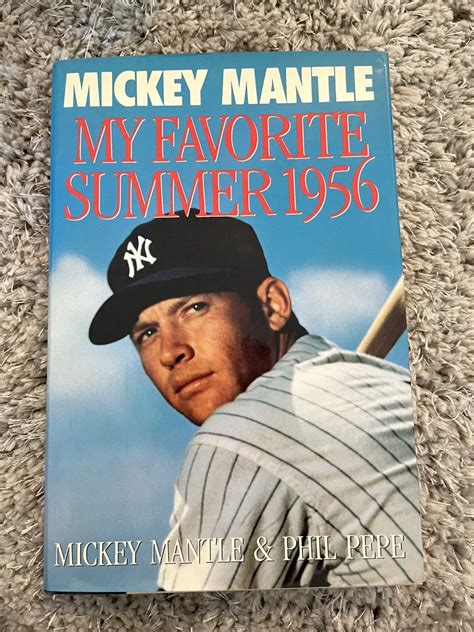 MICKEY MANTLE
MY FAVORITE
SUMMER 1956
NY
MICKEY MANTLE & PHIL PEPE